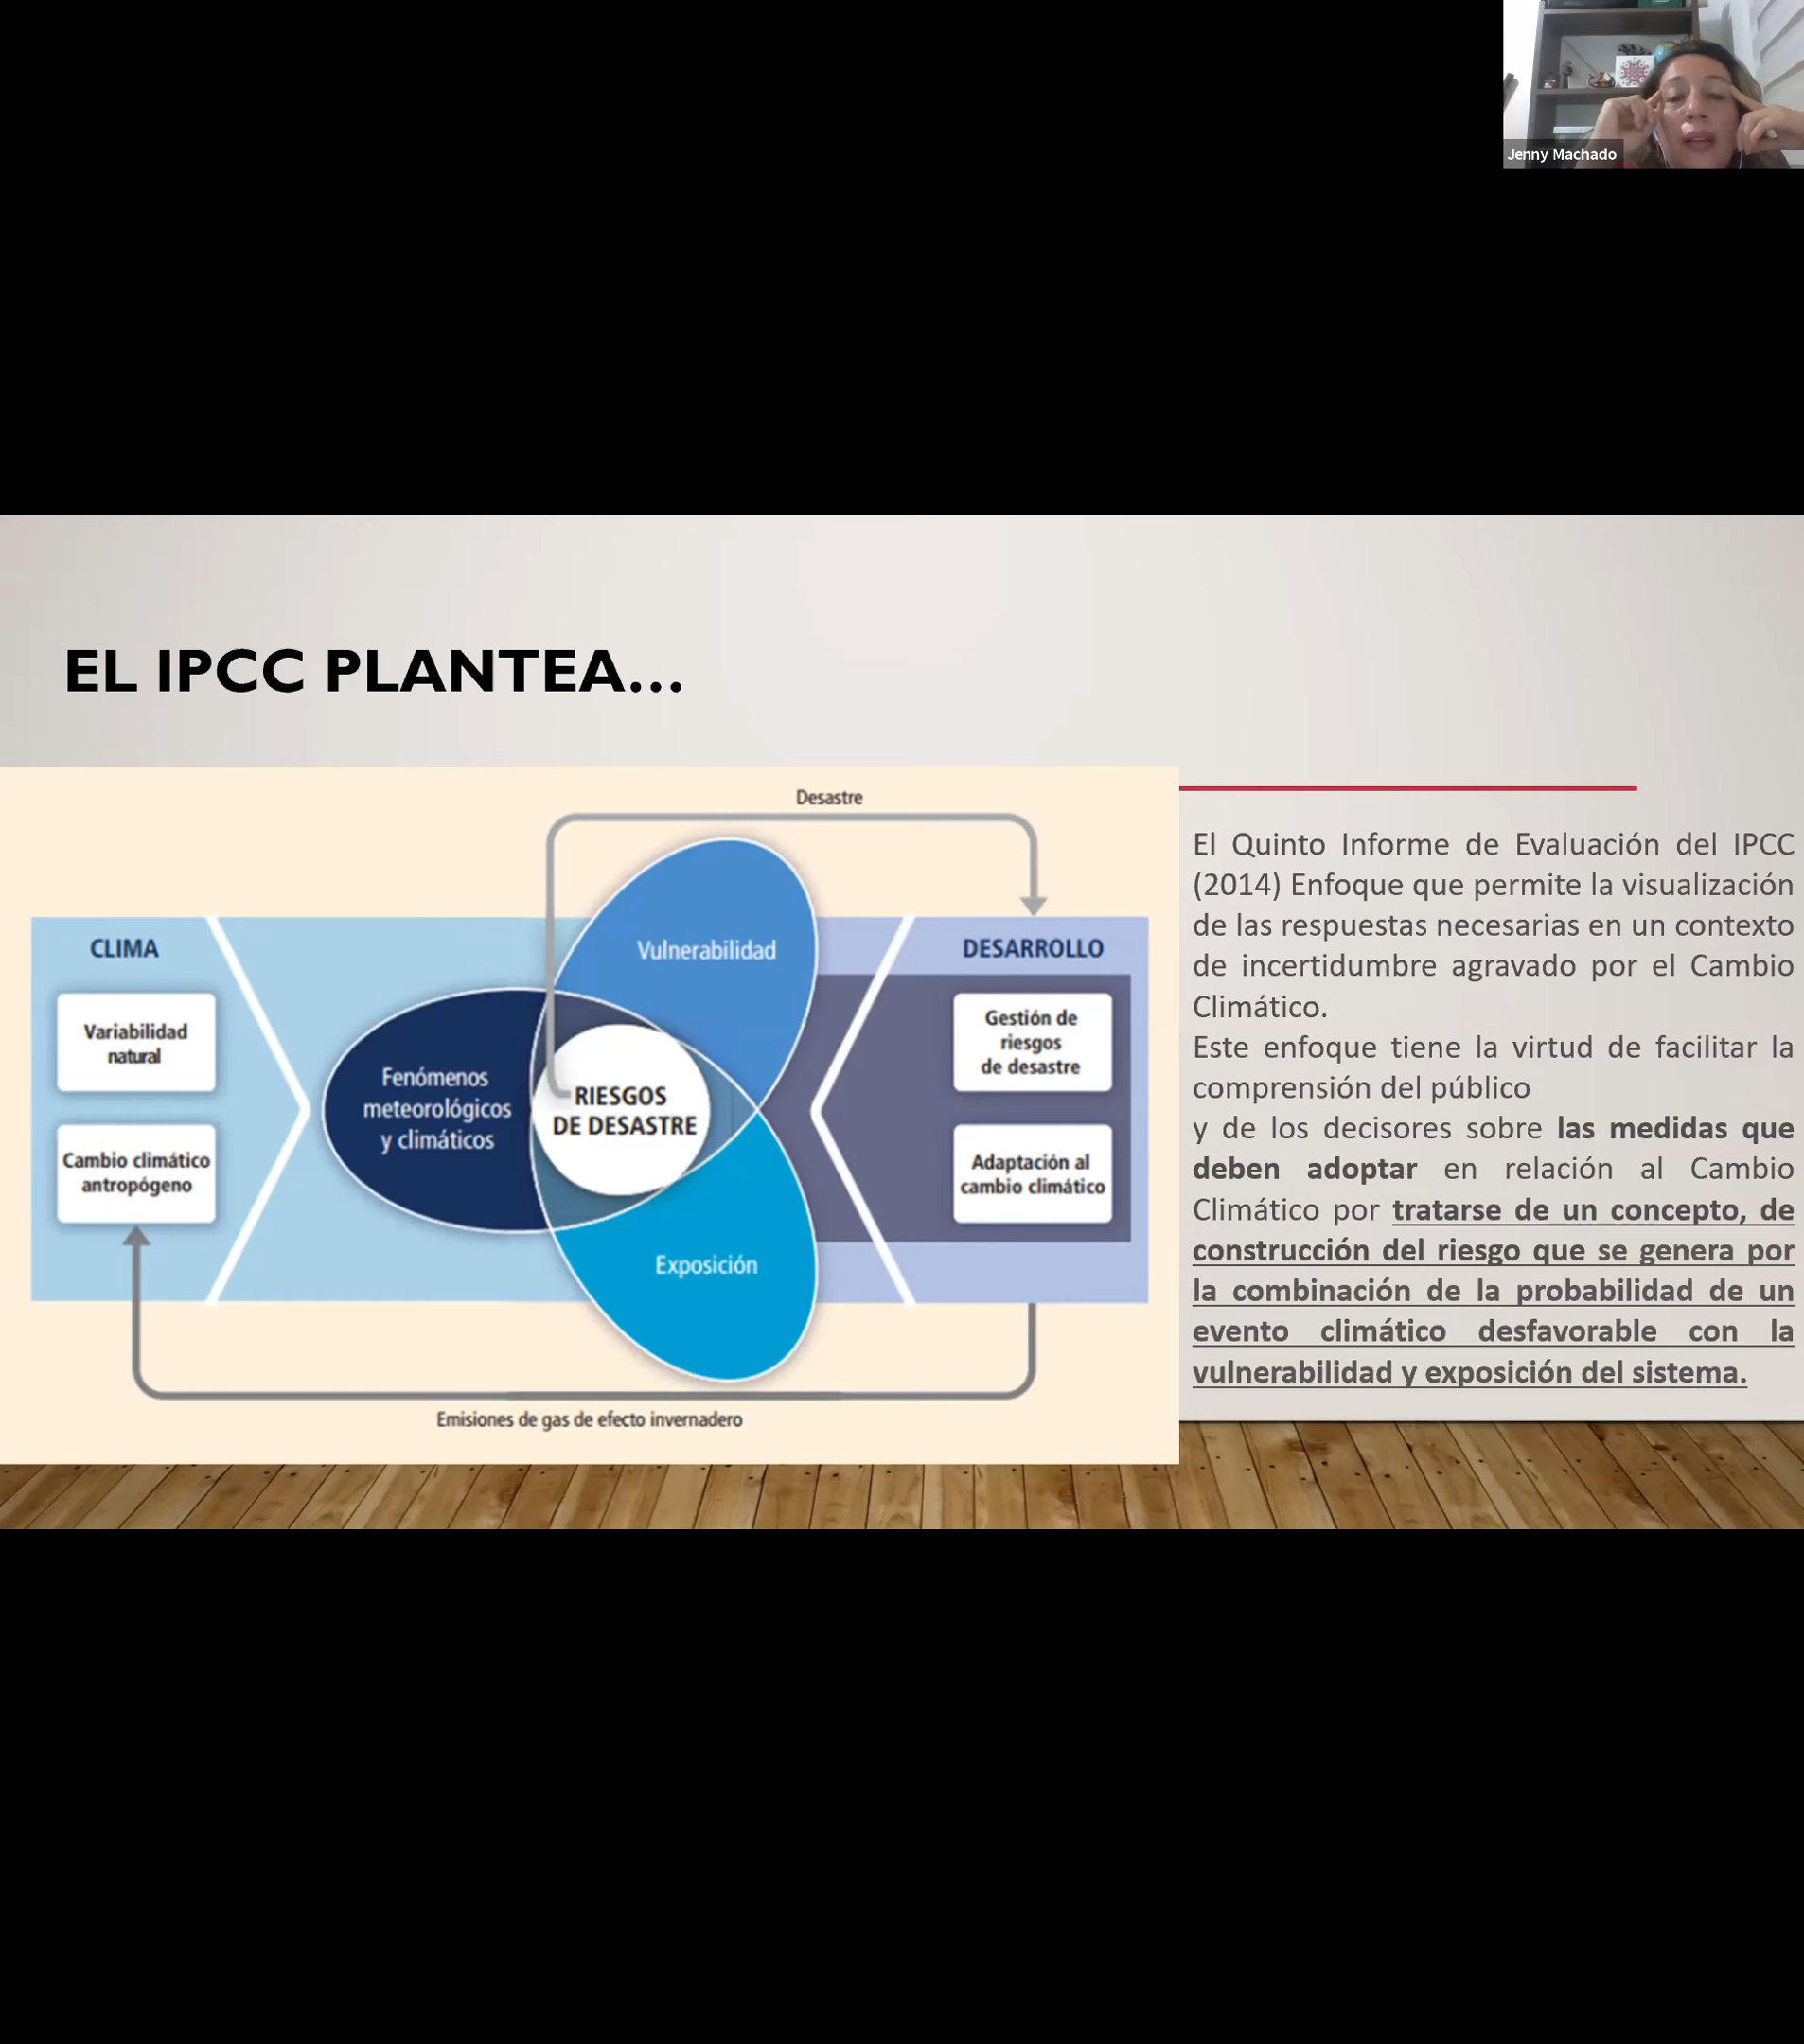 Jenny Machado
EL IPCC PLANTEA...
Desastre
CLIMA
Variabilidad
natural
Cambio climático
antropógeno
Fenómenos
meteorológicos
y climáticos
Vulnerabilidad
RIESGOS
DE DESASTRE
Exposición
DESARROLLO
Gestión de
riesgos
de desastre
Adaptación al
cambio climático
Emisiones de gas de efecto invernadero
El Quinto Informe de Evaluación del IPCC
(2014) Enfoque que permite la visualización
de las respuestas necesarias en un contexto
de incertidumbre agravado por el Cambio
Climático.
Este enfoque tiene la virtud de facilitar la
comprensión del público
y de los decisores sobre las medidas que
deben adoptar en relación al Cambio
Climático por tratarse de un concepto, de
construcción del riesgo que se genera por
la combinación de la probabilidad de un
evento climático desfavorable con la
vulnerabilidad y exposición del sistema.